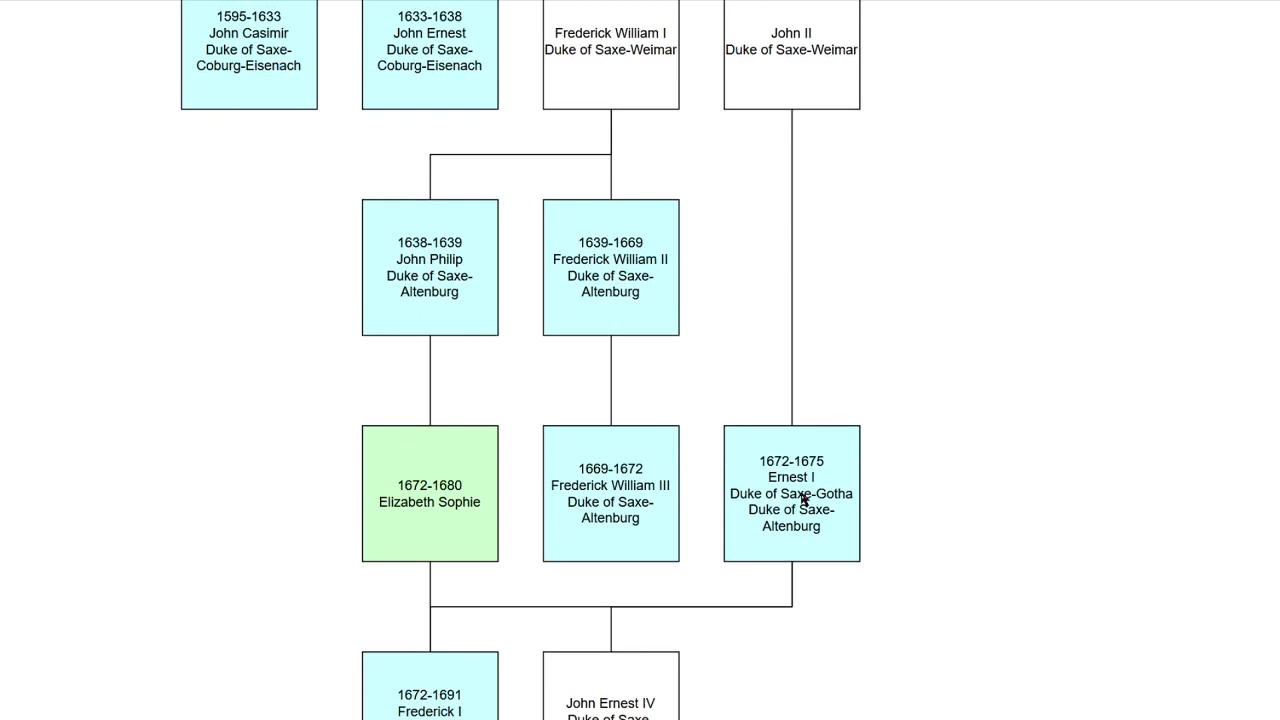 1595-1633
John Casimir
Duke of Saxe-
Coburg-Eisenach
1633-1638
John Ernest
Duke of Saxe-
Coburg-Eisenach
Frederick William I
Duke of Saxe-Weimar
John II
Duke of Saxe-Weimar
1638-1639
John Philip
Duke of Saxe-
Altenburg
1639-1669
Frederick William II
Duke of Saxe-
Altenburg
1672-1680
Elizabeth Sophie
1669-1672
Frederick William III
Duke of Saxe-
Altenburg
1672-1675
Ernest I
Duke of Saxe-Gotha
Duke of Saxe-
Altenburg
1672-1691
Frederick I
John Ernest IV
Duke of Saxe-